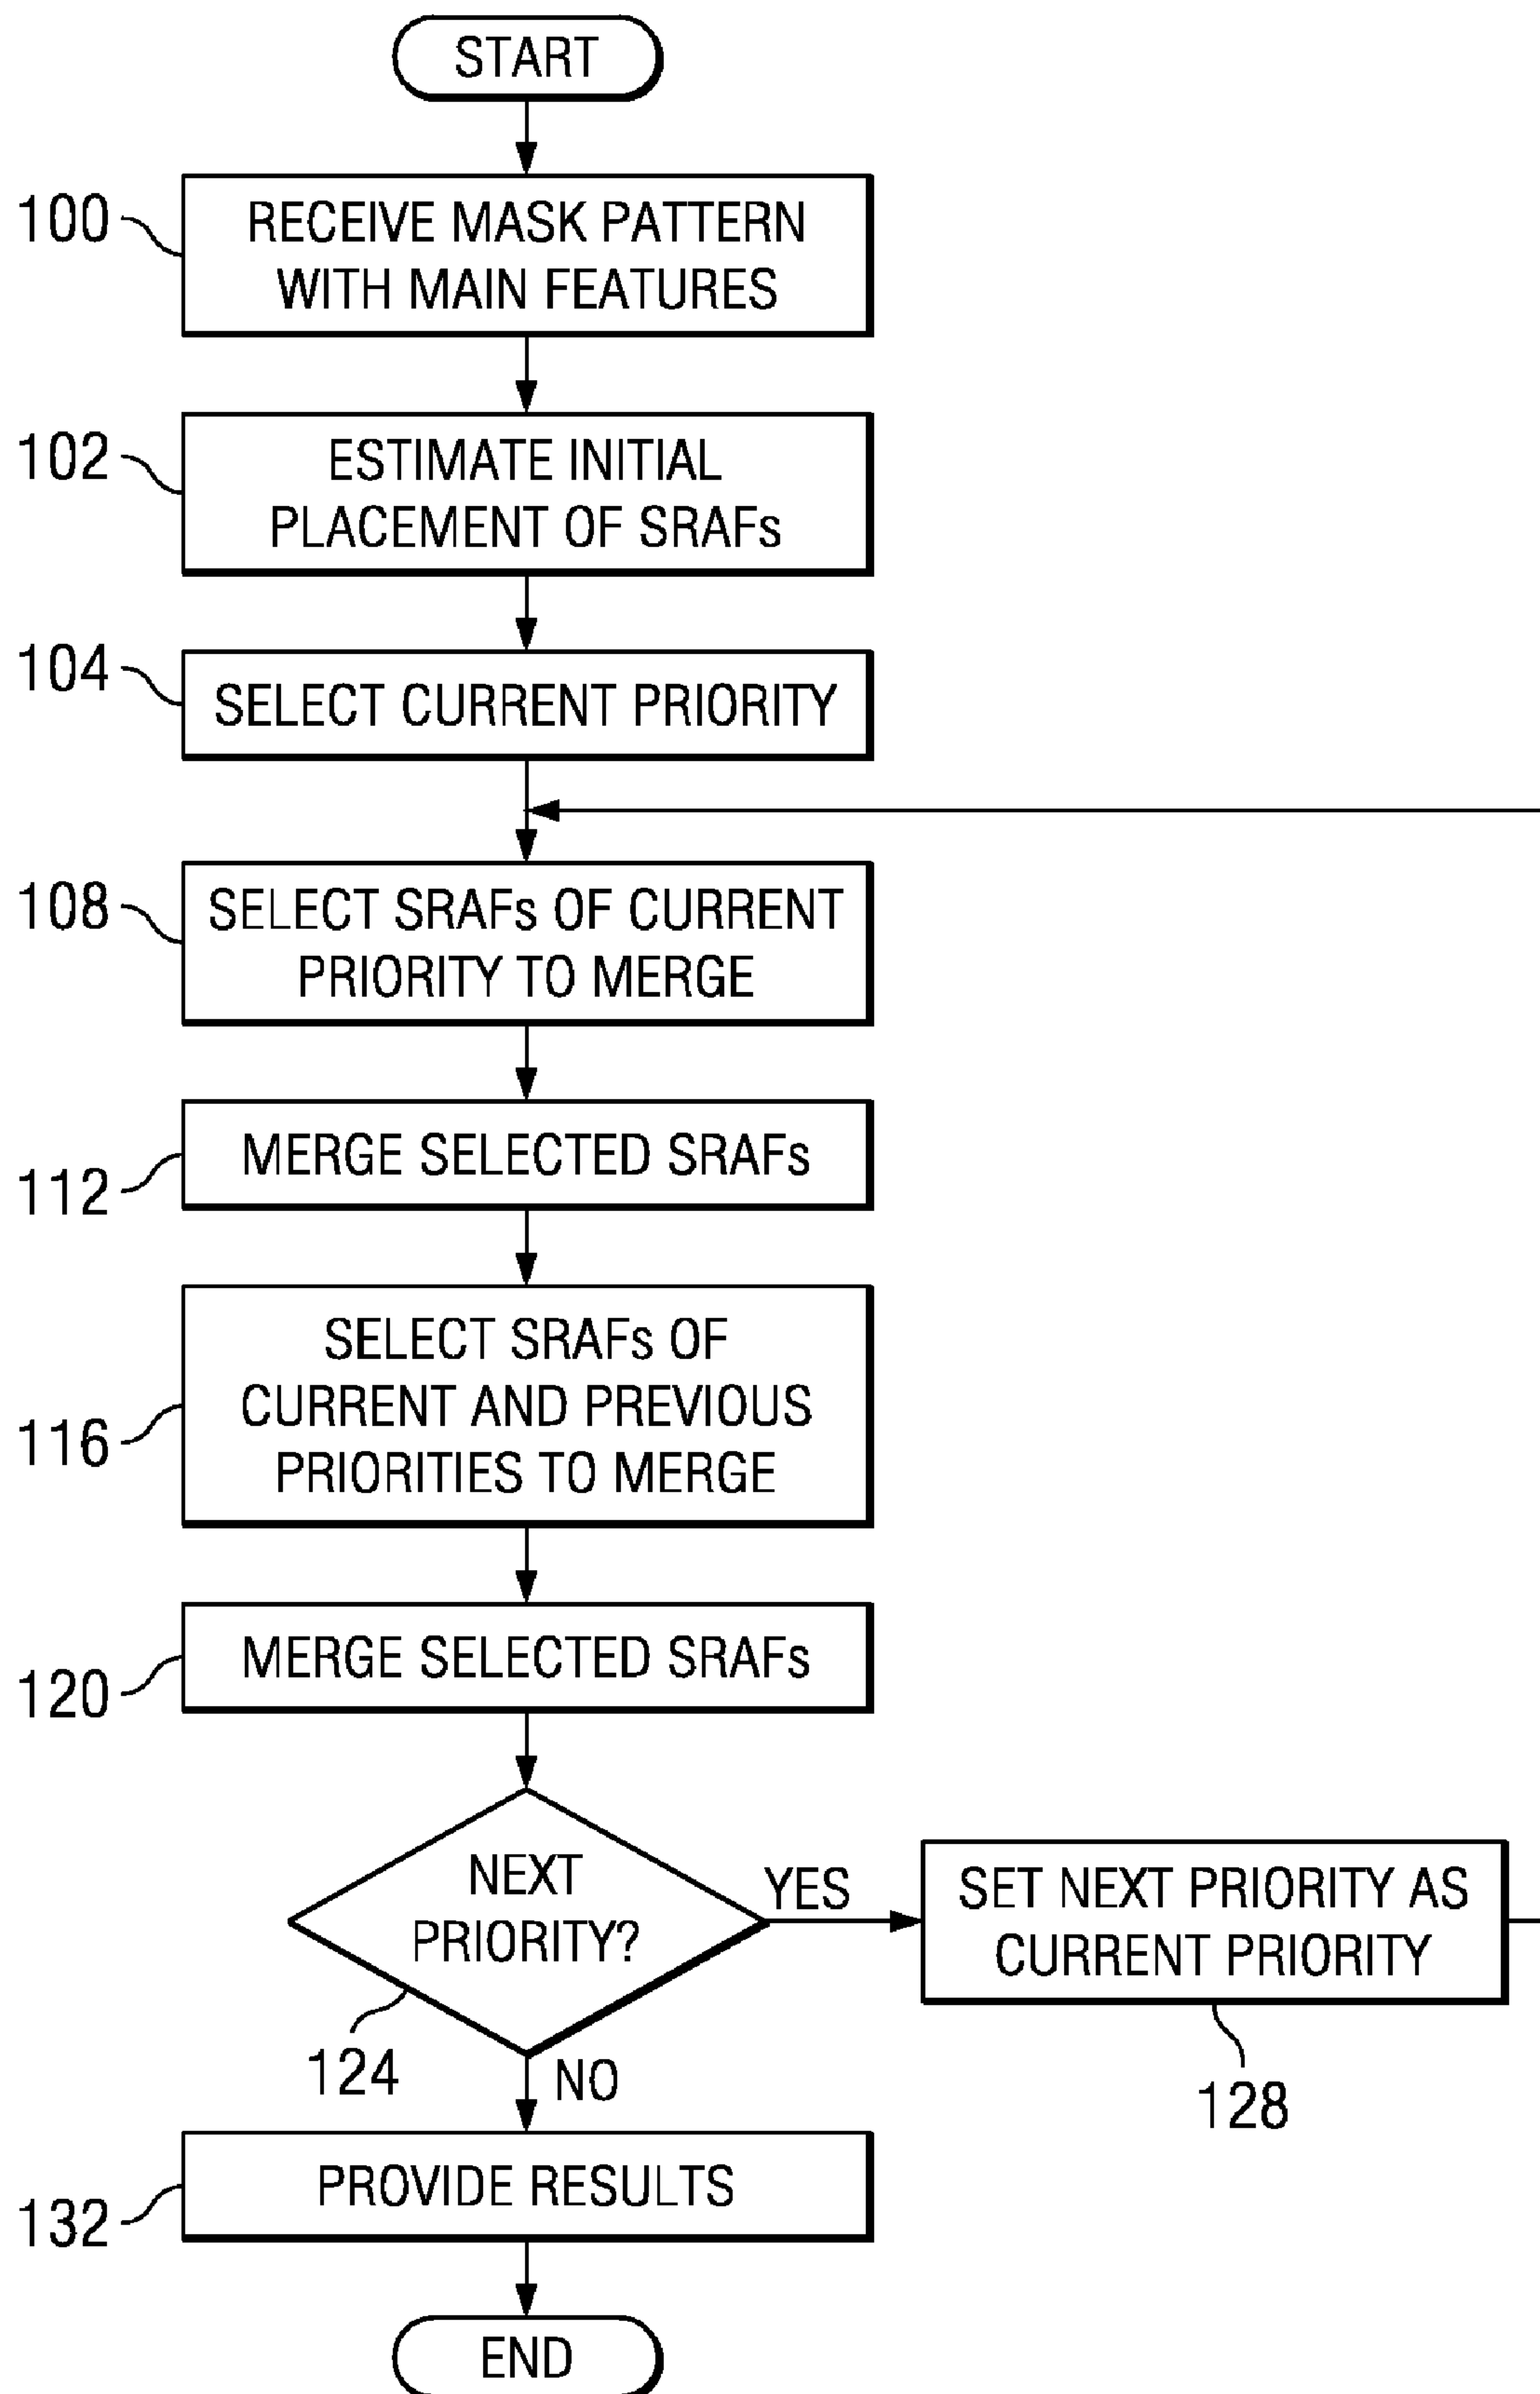 START
100
RECEIVE MASK PATTERN
WITH MAIN FEATURES
102
ESTIMATE INITIAL
PLACEMENT OF SRAFs
104
SELECT CURRENT PRIORITY
108
SELECT SRAFs OF CURRENT
PRIORITY TO MERGE
112
MERGE SELECTED SRAFs
116
SELECT SRAFs OF
CURRENT AND PREVIOUS
PRIORITIES TO MERGE
120
MERGE SELECTED SRAFs
NEXT
PRIORITY?
124
YES
SET NEXT PRIORITY AS
CURRENT PRIORITY
128
NO
132
PROVIDE RESULTS
END